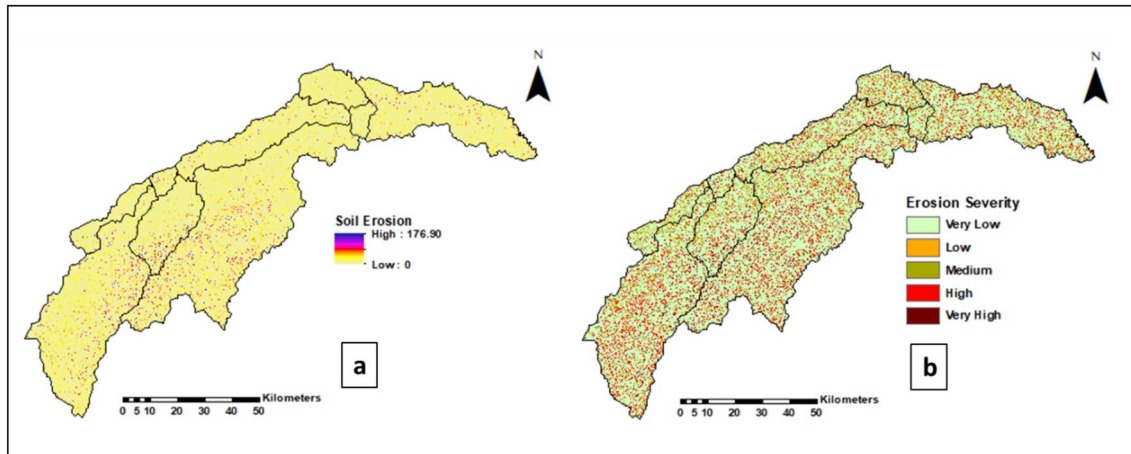 N
Soil Erosion
High : 176.90
Low : 0
a
Kilometers
0 5 10 20 30 40 50
N
Erosion Severity
Very Low
Low
Medium
High
Very High
b
Kilometers
0 5 10 20 30 40 50